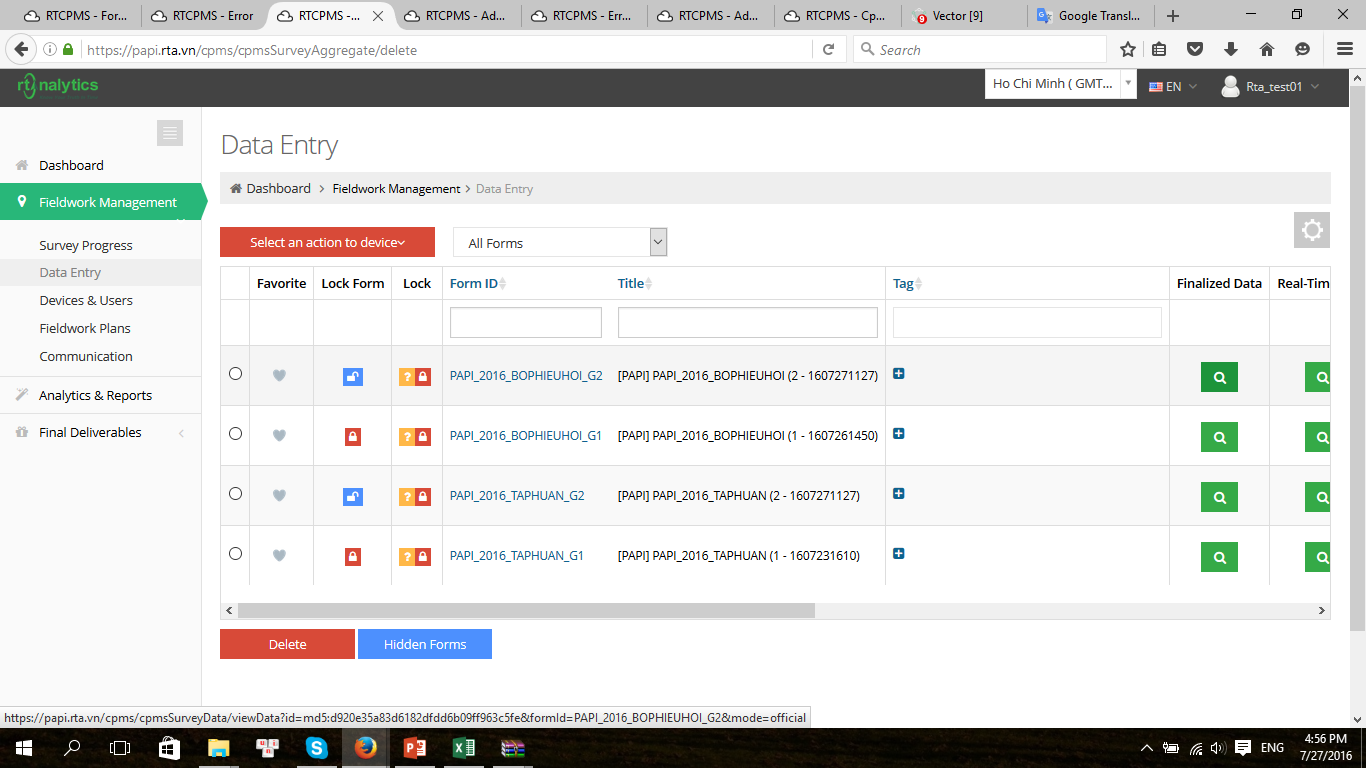 RTCPMS - For...
RTCPMS - Error
RTCPMS -...
RTCPMS - Ad...
RTCPMS - Err...
RTCPMS - Ad...
RTCPMS - Cp...
9
Vector [9]
Google Transl...
https://papi.rta.vn/cpms/cpmsSurveyAggregate/delete
Search
rtanalytics
Ho Chi Minh ( GMT...
EN
Rta_test01
Dashboard
Fieldwork Management
Survey Progress
Data Entry
Devices & Users
Fieldwork Plans
Communication
Analytics & Reports
Final Deliverables
Data Entry
Dashboard > Fieldwork Management > Data Entry
Select an action to device
All Forms
Favorite Lock Form Lock Form ID Title Tag Finalized Data Real-Tim
? PAPI_2016_BOPHIEUHOI_G2 [PAPI] PAPI_2016_BOPHIEUHOI (2 - 1607271127)
? PAPI_2016_BOPHIEUHOI_G1 [PAPI] PAPI_2016_BOPHIEUHOI (1 - 1607261450)
? PAPI_2016_TAPHUAN_G2 [PAPI] PAPI_2016_TAPHUAN (2 - 1607271127)
? PAPI_2016_TAPHUAN_G1 [PAPI] PAPI_2016_TAPHUAN (1 - 1607231610)
Delete
Hidden Forms
https://papi.rta.vn/cpms/cpmsSurveyData/viewData?id=md5:d920e35a83d6182dfdd6b09ff963c5fe&formId=PAPI_2016_BOPHIEUHOI_G2&mode=official
ENG
4:56 PM
7/27/2016